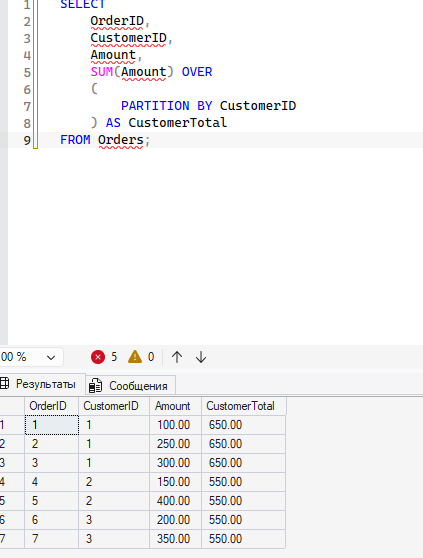 1 SELECT
2 OrderID,
3 CustomerID,
4 Amount,
5 SUM(Amount) OVER
6 (
7 PARTITION BY CustomerID
8 ) AS CustomerTotal
9 FROM Orders;
00 % 5 0
Результаты Сообщения
OrderID CustomerID Amount CustomerTotal
1 1 1 100.00 650.00
2 2 1 250.00 650.00
3 3 1 300.00 650.00
4 4 2 150.00 550.00
5 5 2 400.00 550.00
6 6 3 200.00 550.00
7 7 3 350.00 550.00